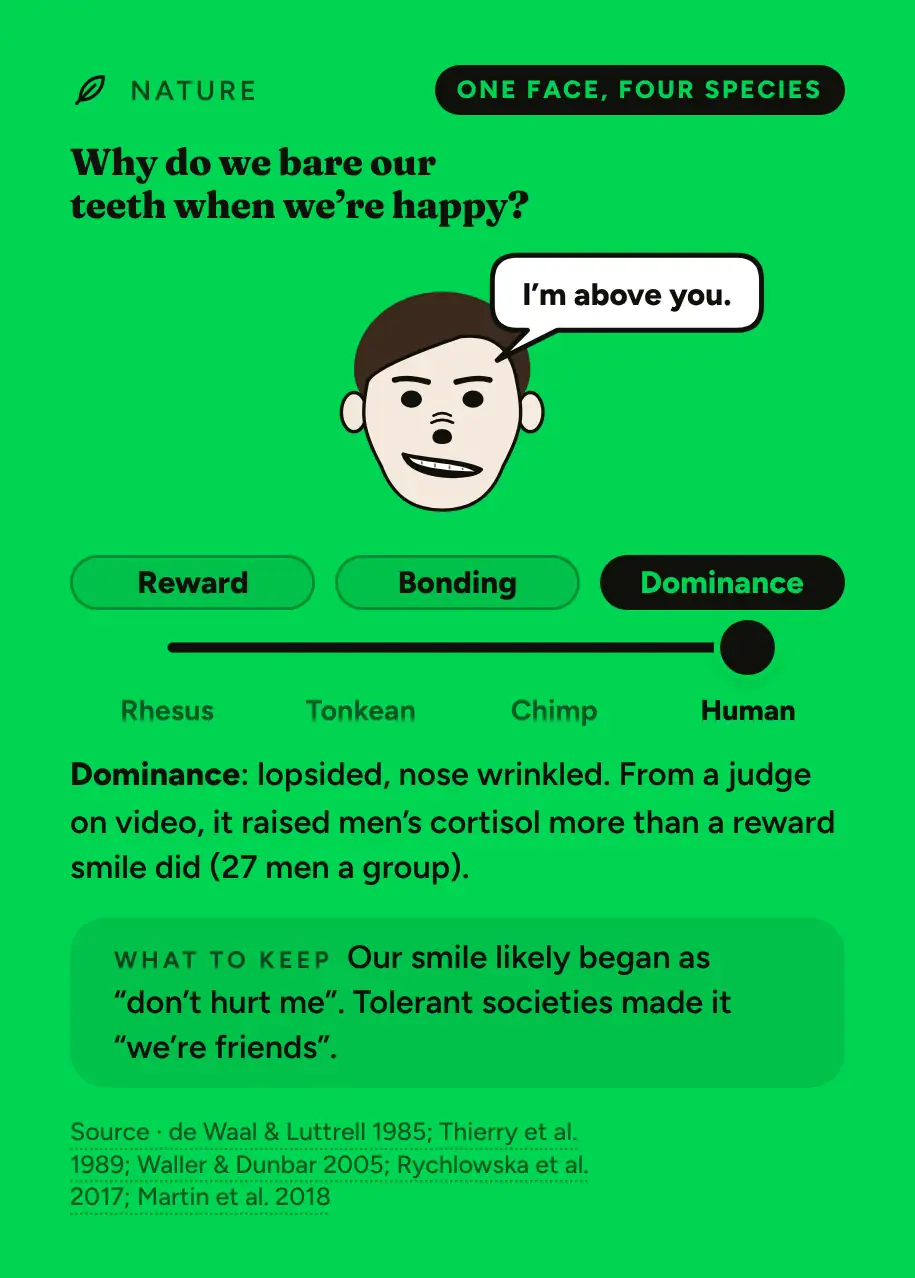 NATURE
ONE FACE, FOUR SPECIES
Why do we bare our
teeth when we’re happy?
I’m above you.
Reward
Bonding
Dominance
Rhesus
Tonkean
Chimp
Human
Dominance: lopsided, nose wrinkled. From a judge
on video, it raised men’s cortisol more than a reward
smile did (27 men a group).
WHAT TO KEEP Our smile likely began as
“don’t hurt me”. Tolerant societies made it
“we’re friends”.
Source · de Waal & Luttrell 1985; Thierry et al.
1989; Waller & Dunbar 2005; Rychlowska et al.
2017; Martin et al. 2018